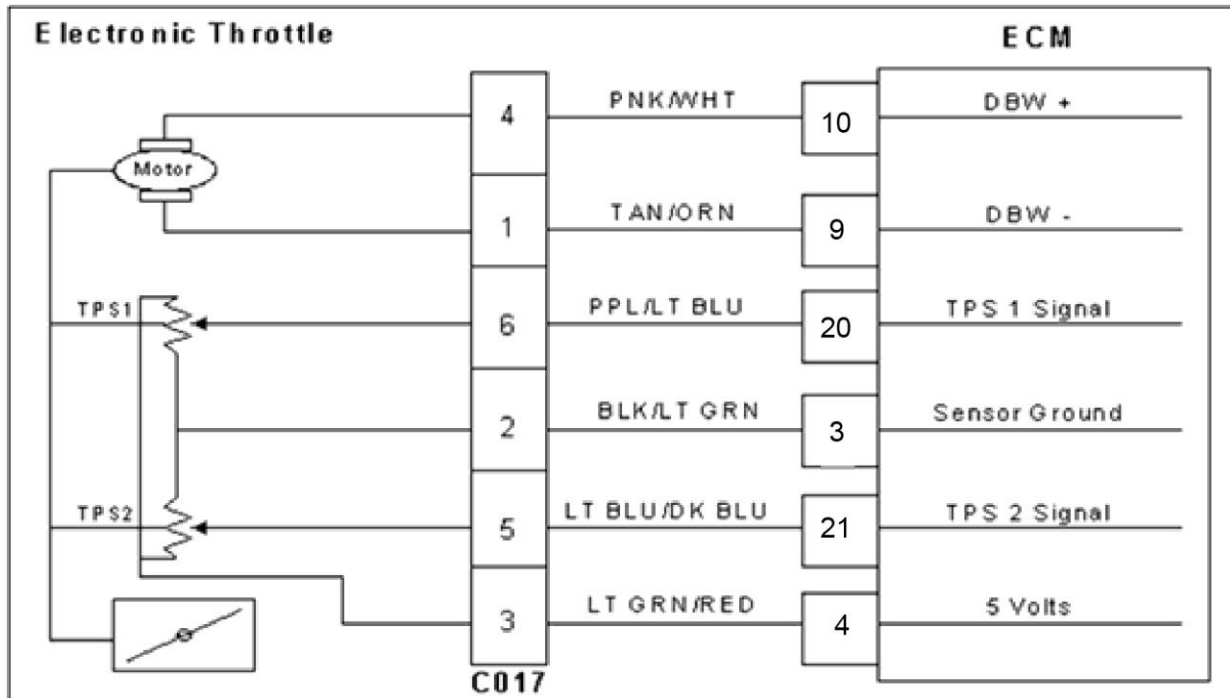 Electronic Throttle
ECM
4
PNK/WHT
10
DBW +
Motor
1
TAN/ORN
9
DBW -
TPS1
6
PPL/LT BLU
20
TPS 1 Signal
2
BLK/LT GRN
3
Sensor Ground
TPS2
5
LT BLU/DK BLU
21
TPS 2 Signal
3
LT GRN/RED
4
5 Volts
C017